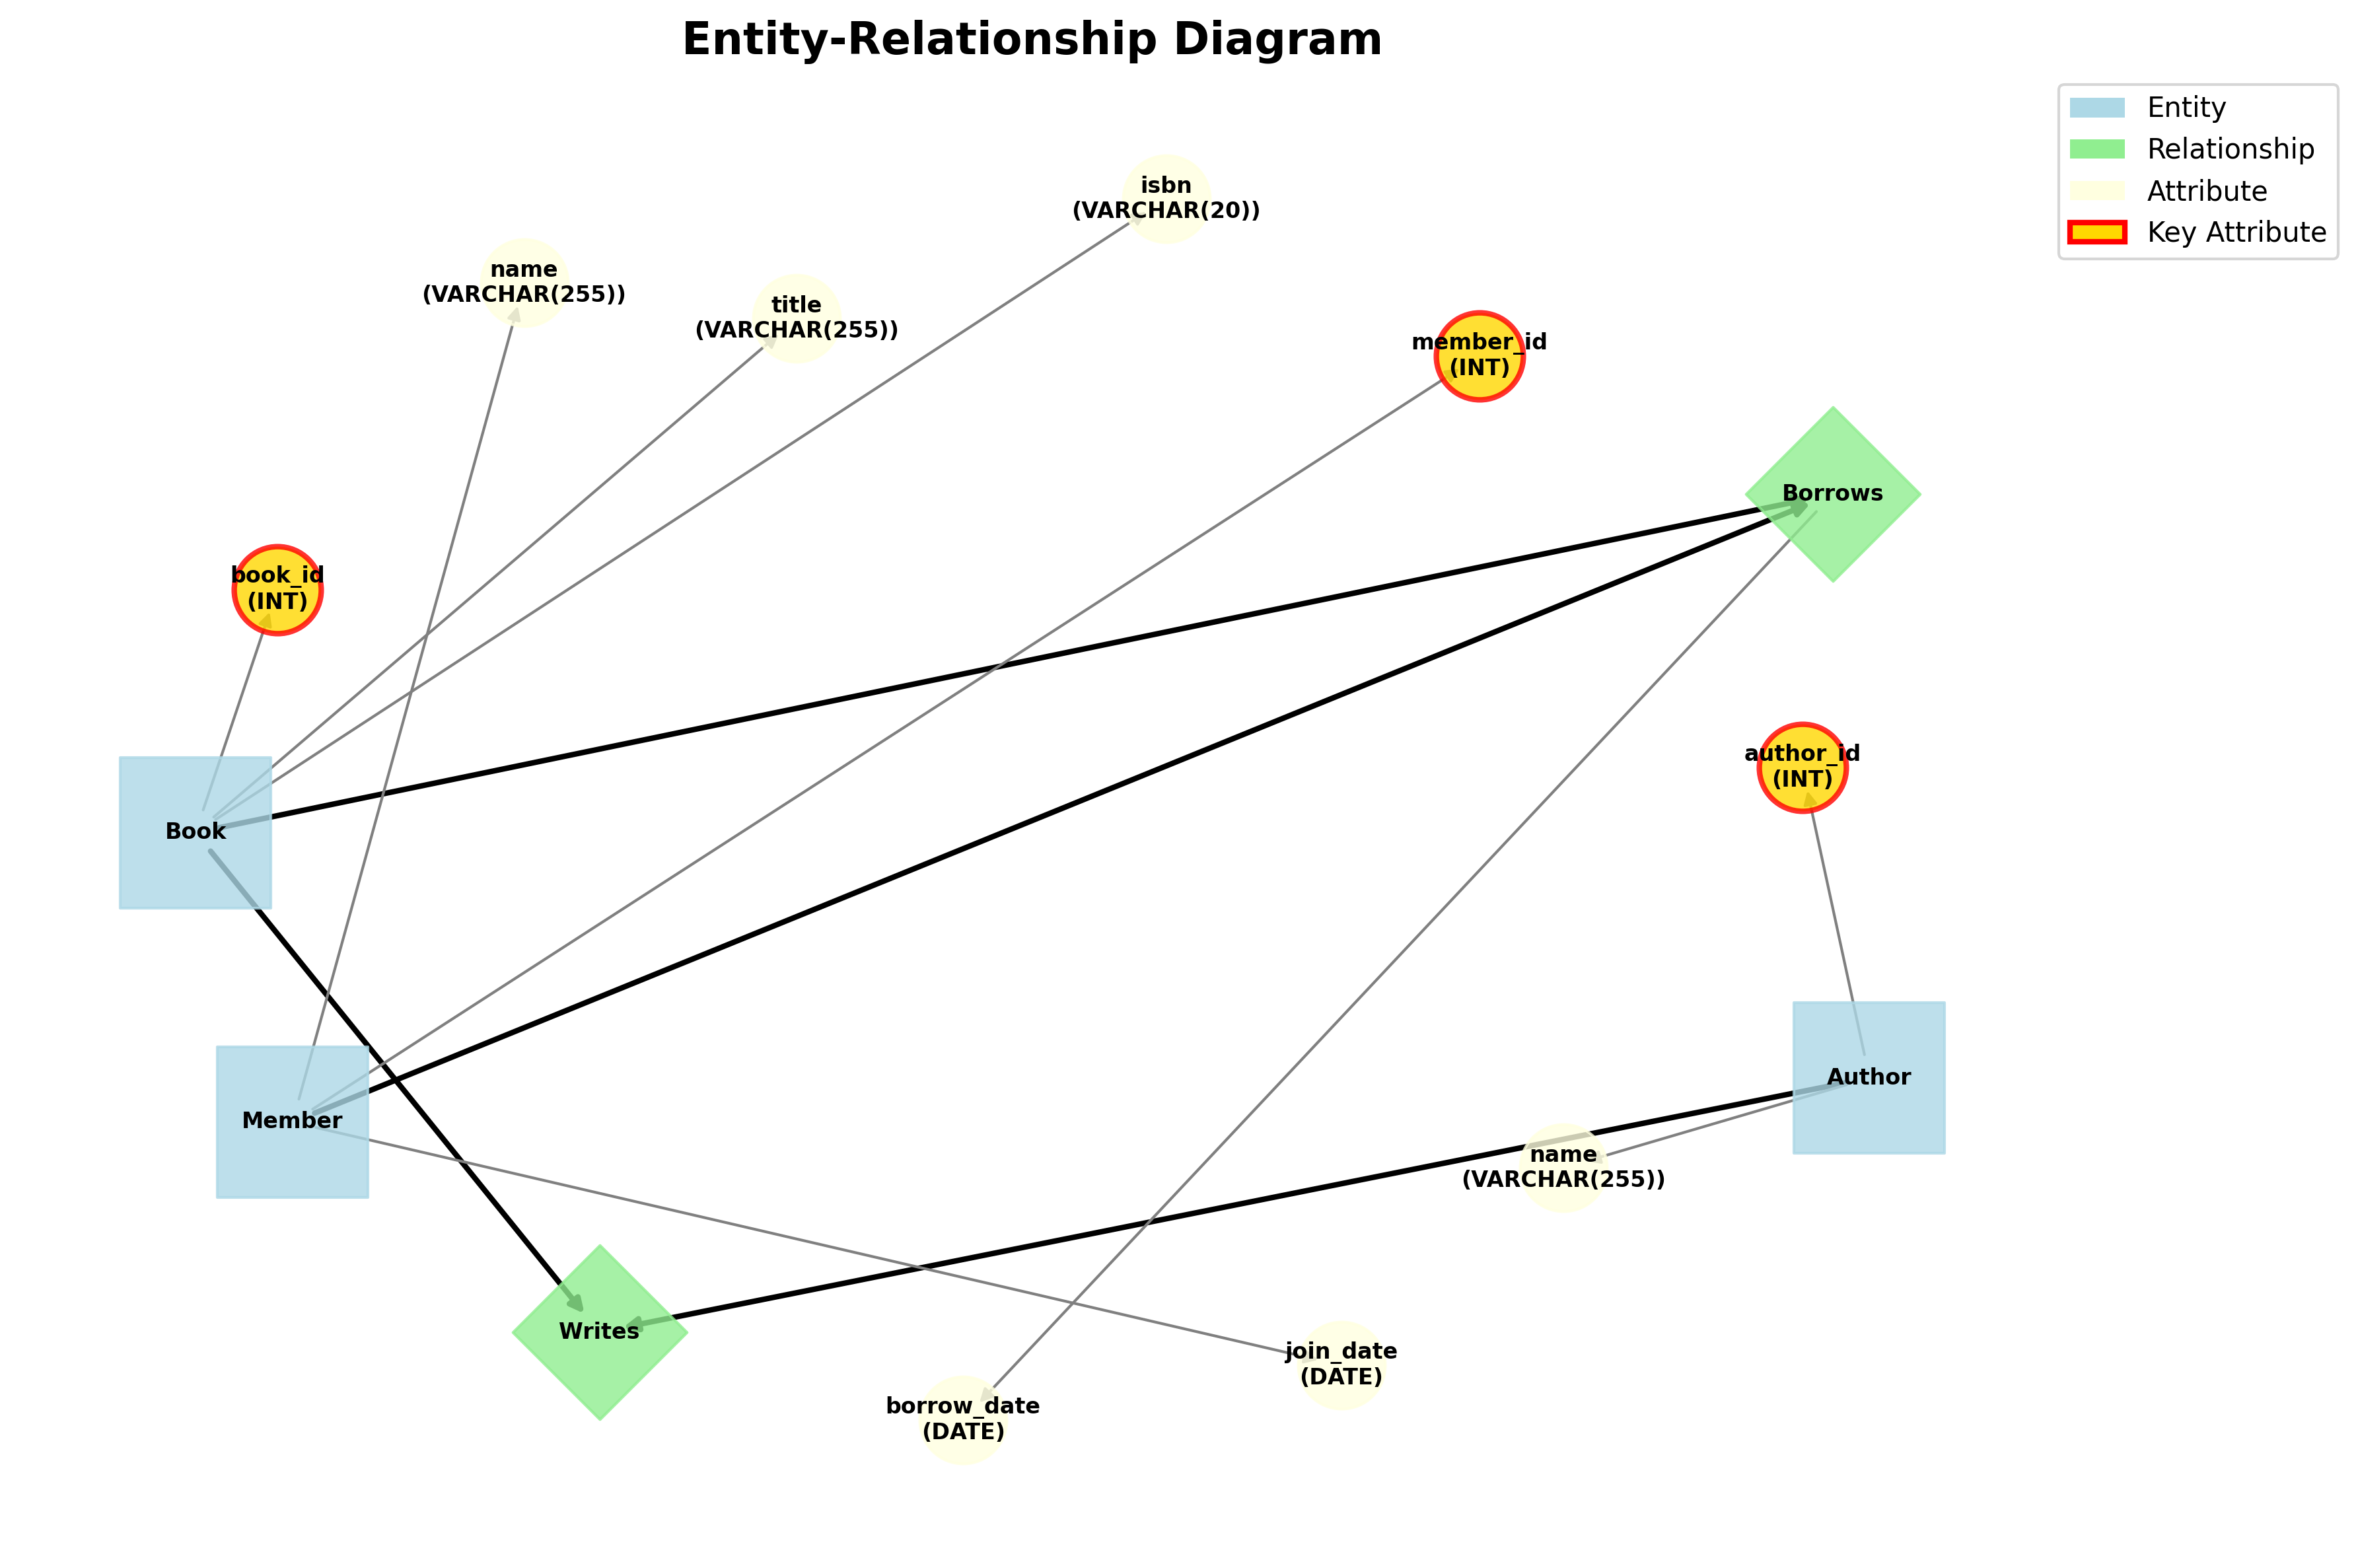 Entity-Relationship Diagram
Entity
Relationship
Attribute
Key Attribute
isbn
(VARCHAR(20))
name
(VARCHAR(255))
title
(VARCHAR(255))
member_id
(INT)
Borrows
book_id
(INT)
author_id
(INT)
Book
Author
Member
name
(VARCHAR(255))
Writes
join_date
(DATE)
borrow_date
(DATE)